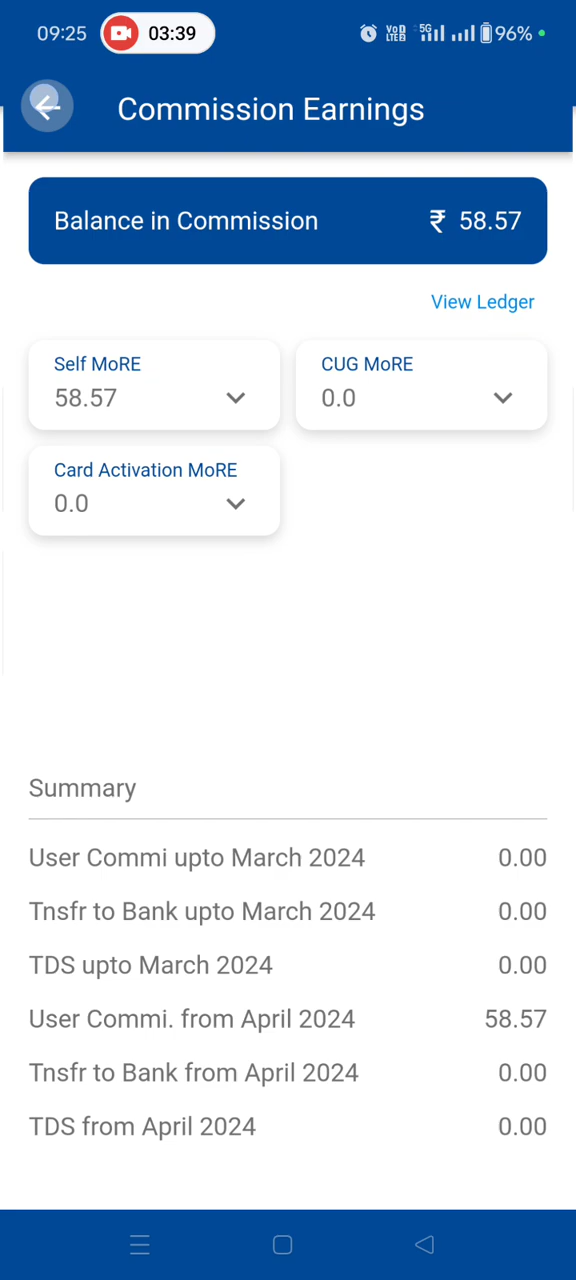 09:25 03:39 VoD LTE2 5G 96%
Commission Earnings
Balance in Commission ₹ 58.57
View Ledger
Self MoRE CUG MoRE
58.57 0.0
Card Activation MoRE
0.0
Summary
User Commi upto March 2024 0.00
Tnsfr to Bank upto March 2024 0.00
TDS upto March 2024 0.00
User Commi. from April 2024 58.57
Tnsfr to Bank from April 2024 0.00
TDS from April 2024 0.00